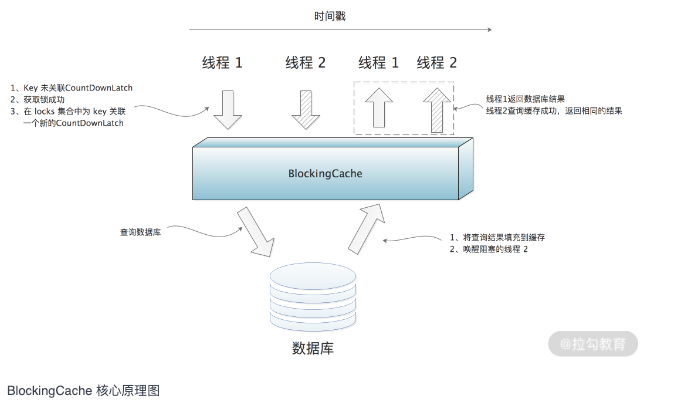 时间戳
线程 1
线程 2
线程 1
线程 2
1、Key 未关联CountDownLatch
2、获取锁成功
3、在 locks 集合中为 key 关联
一个新的CountDownLatch
线程1返回数据库结果
线程2查询缓存成功，返回相同的结果
BlockingCache
查询数据库
1、将查询结果填充到缓存
2、唤醒阻塞的线程 2
数据库
@拉勾教育
BlockingCache 核心原理图